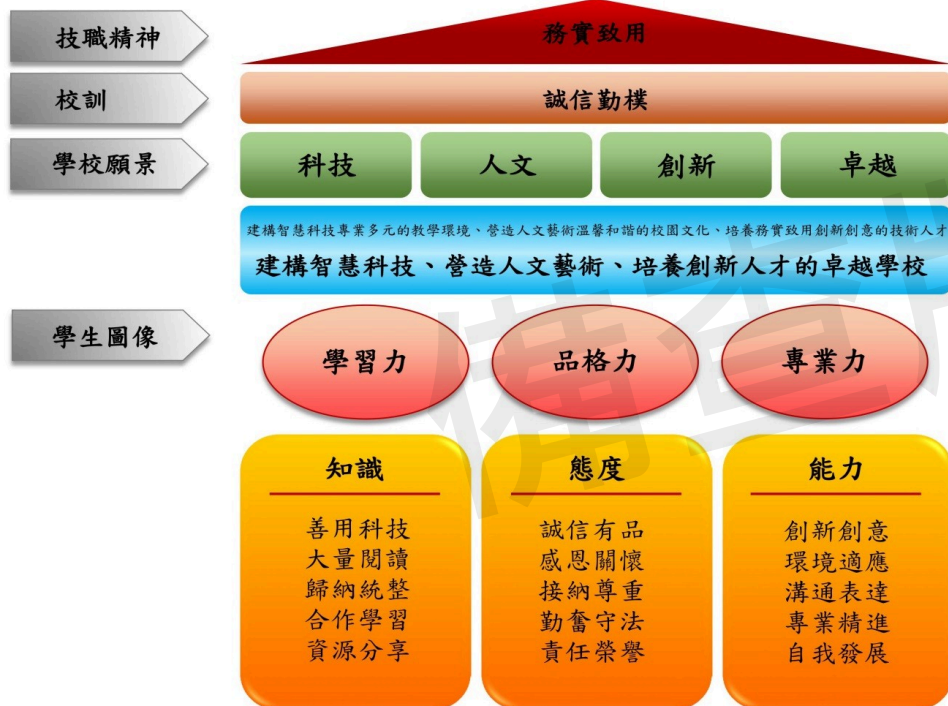 技職精神
務實致用
校訓
誠信勤樸
學校願景
科技
人文
創新
卓越
建構智慧科技專業多元的教學環境、營造人文藝術溫馨和諧的校園文化、培養務實致用創新創意的技術人才
建構智慧科技、營造人文藝術、培養創新人才的卓越學校
學生圖像
學習力
品格力
專業力
知識
善用科技
大量閱讀
歸納統整
合作學習
資源分享
態度
誠信有品
感恩關懷
接納尊重
勤奮守法
責任榮譽
能力
創新創意
環境適應
溝通表達
專業精進
自我發展
備查